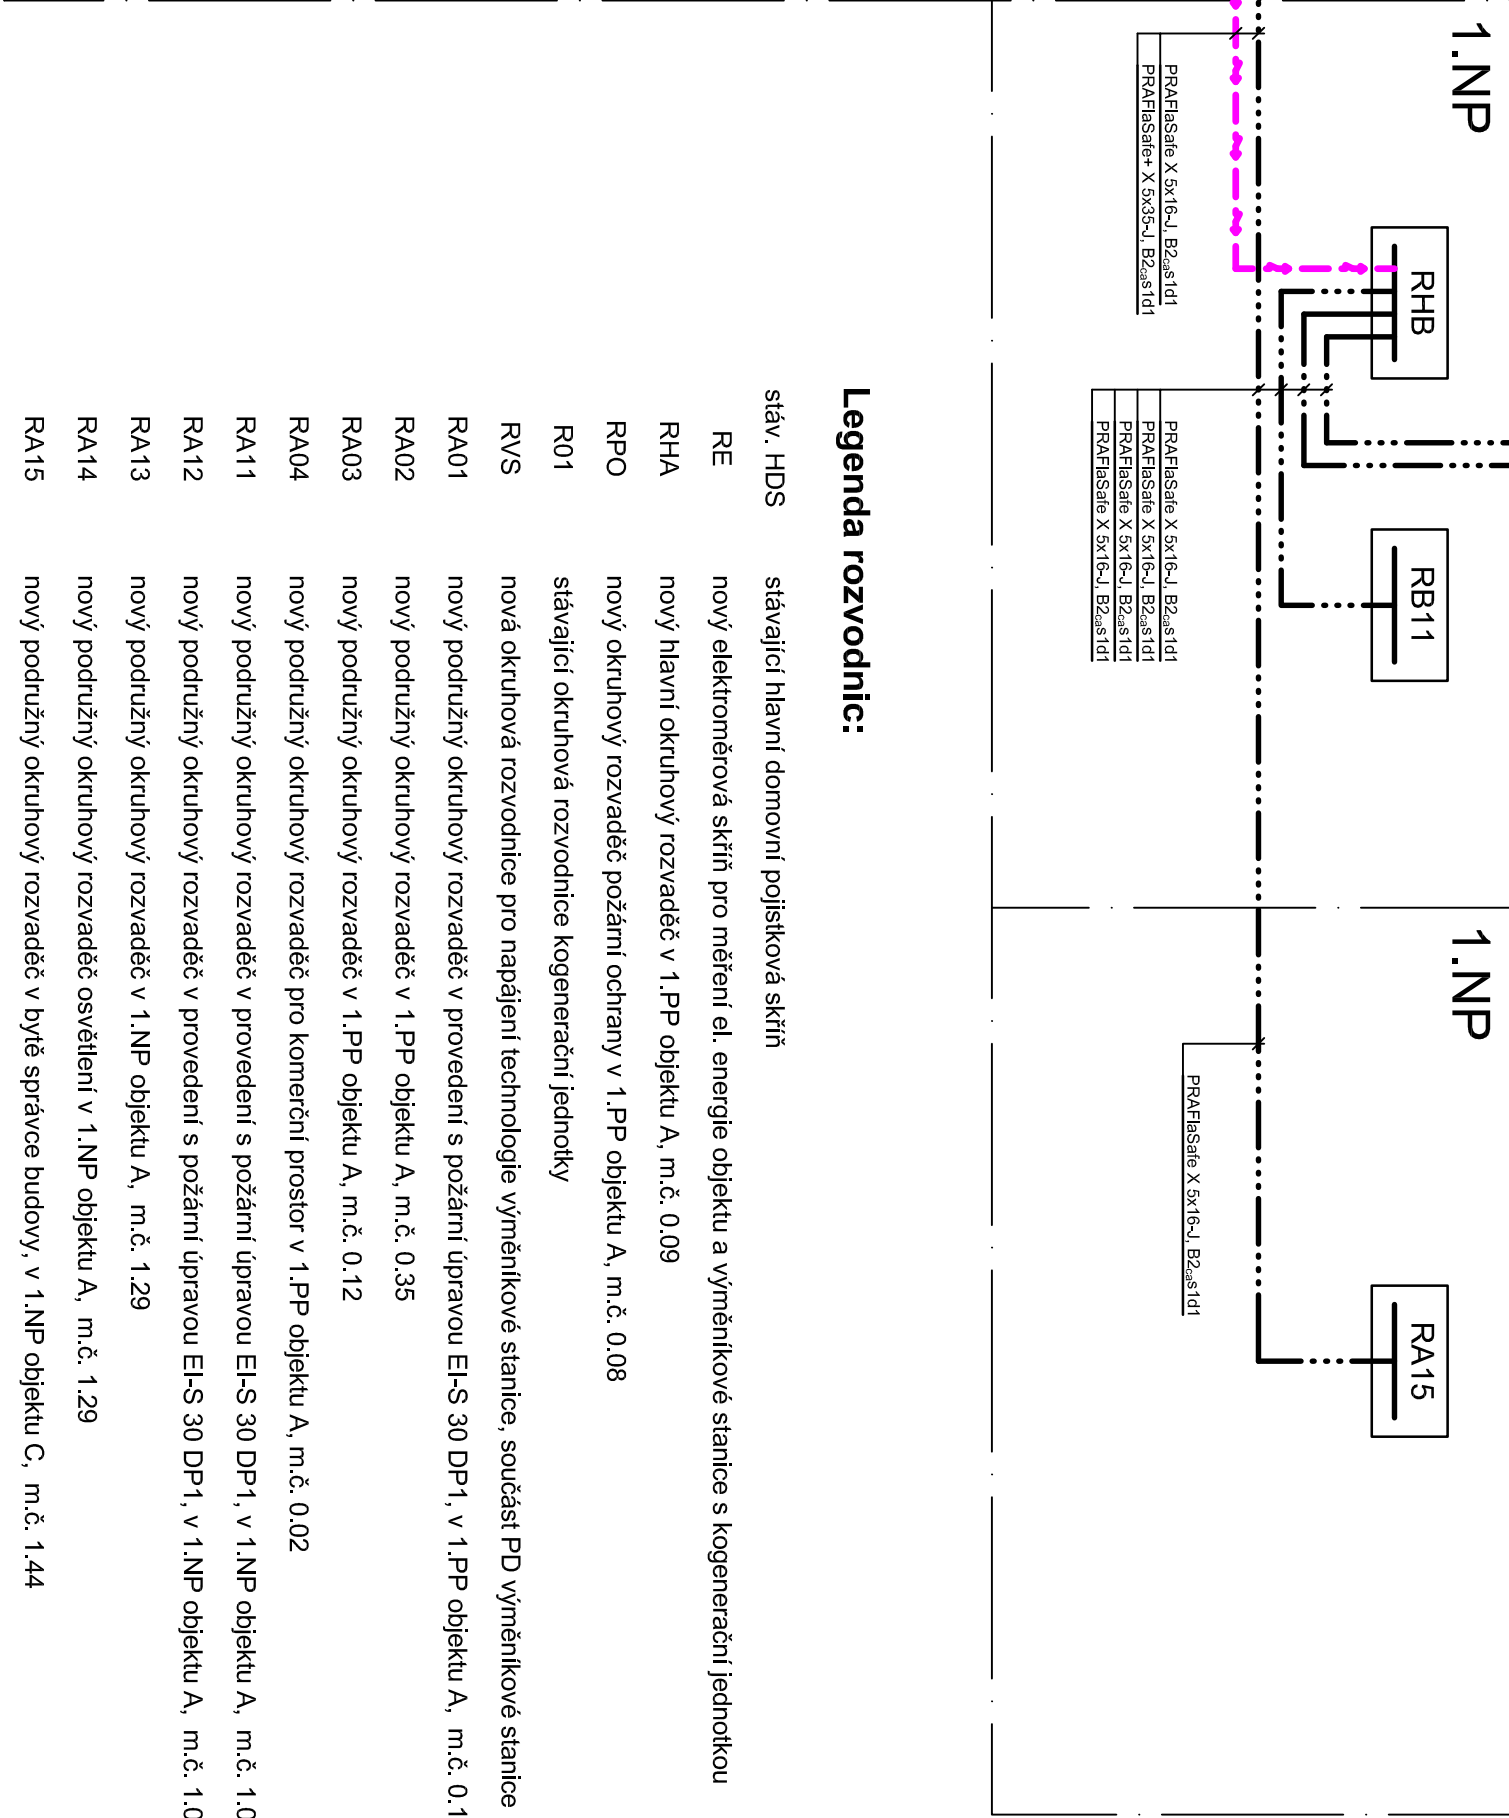 1.NP
1.NP
RHB
RB11
RA15
PRAFlaSafe X 5x16-J, B2cas1d1
PRAFlaSafe+ X 5x35-J, B2cas1d1
PRAFlaSafe X 5x16-J, B2cas1d1
PRAFlaSafe X 5x16-J, B2cas1d1
PRAFlaSafe X 5x16-J, B2cas1d1
PRAFlaSafe X 5x16-J, B2cas1d1
PRAFlaSafe X 5x16-J, B2cas1d1
Legenda rozvodnic:
stáv. HDS stávající hlavní domovní pojistková skříň
RE nový elektroměrová skříň pro měření el. energie objektu a výměníkové stanice s kogenerační jednotkou
RHA nový hlavní okruhový rozvaděč v 1.PP objektu A, m.č. 0.09
RPO nový okruhový rozvaděč požární ochrany v 1.PP objektu A, m.č. 0.08
R01 stávající okruhová rozvodnice kogenerační jednotky
RVS nová okruhová rozvodnice pro napájení technologie výměníkové stanice, součást PD výměníkové stanice
RA01 nový podružný okruhový rozvaděč v provedení s požární úpravou EI-S 30 DP1, v 1.PP objektu A, m.č. 0.1
RA02 nový podružný okruhový rozvaděč v 1.PP objektu A, m.č. 0.35
RA03 nový podružný okruhový rozvaděč v 1.PP objektu A, m.č. 0.12
RA04 nový podružný okruhový rozvaděč pro komerční prostor v 1.PP objektu A, m.č. 0.02
RA11 nový podružný okruhový rozvaděč v provedení s požární úpravou EI-S 30 DP1, v 1.NP objektu A, m.č. 1.0
RA12 nový podružný okruhový rozvaděč v provedení s požární úpravou EI-S 30 DP1, v 1.NP objektu A, m.č. 1.0
RA13 nový podružný okruhový rozvaděč v 1.NP objektu A, m.č. 1.29
RA14 nový podružný okruhový rozvaděč osvětlení v 1.NP objektu A, m.č. 1.29
RA15 nový podružný okruhový rozvaděč v bytě správce budovy, v 1.NP objektu C, m.č. 1.44